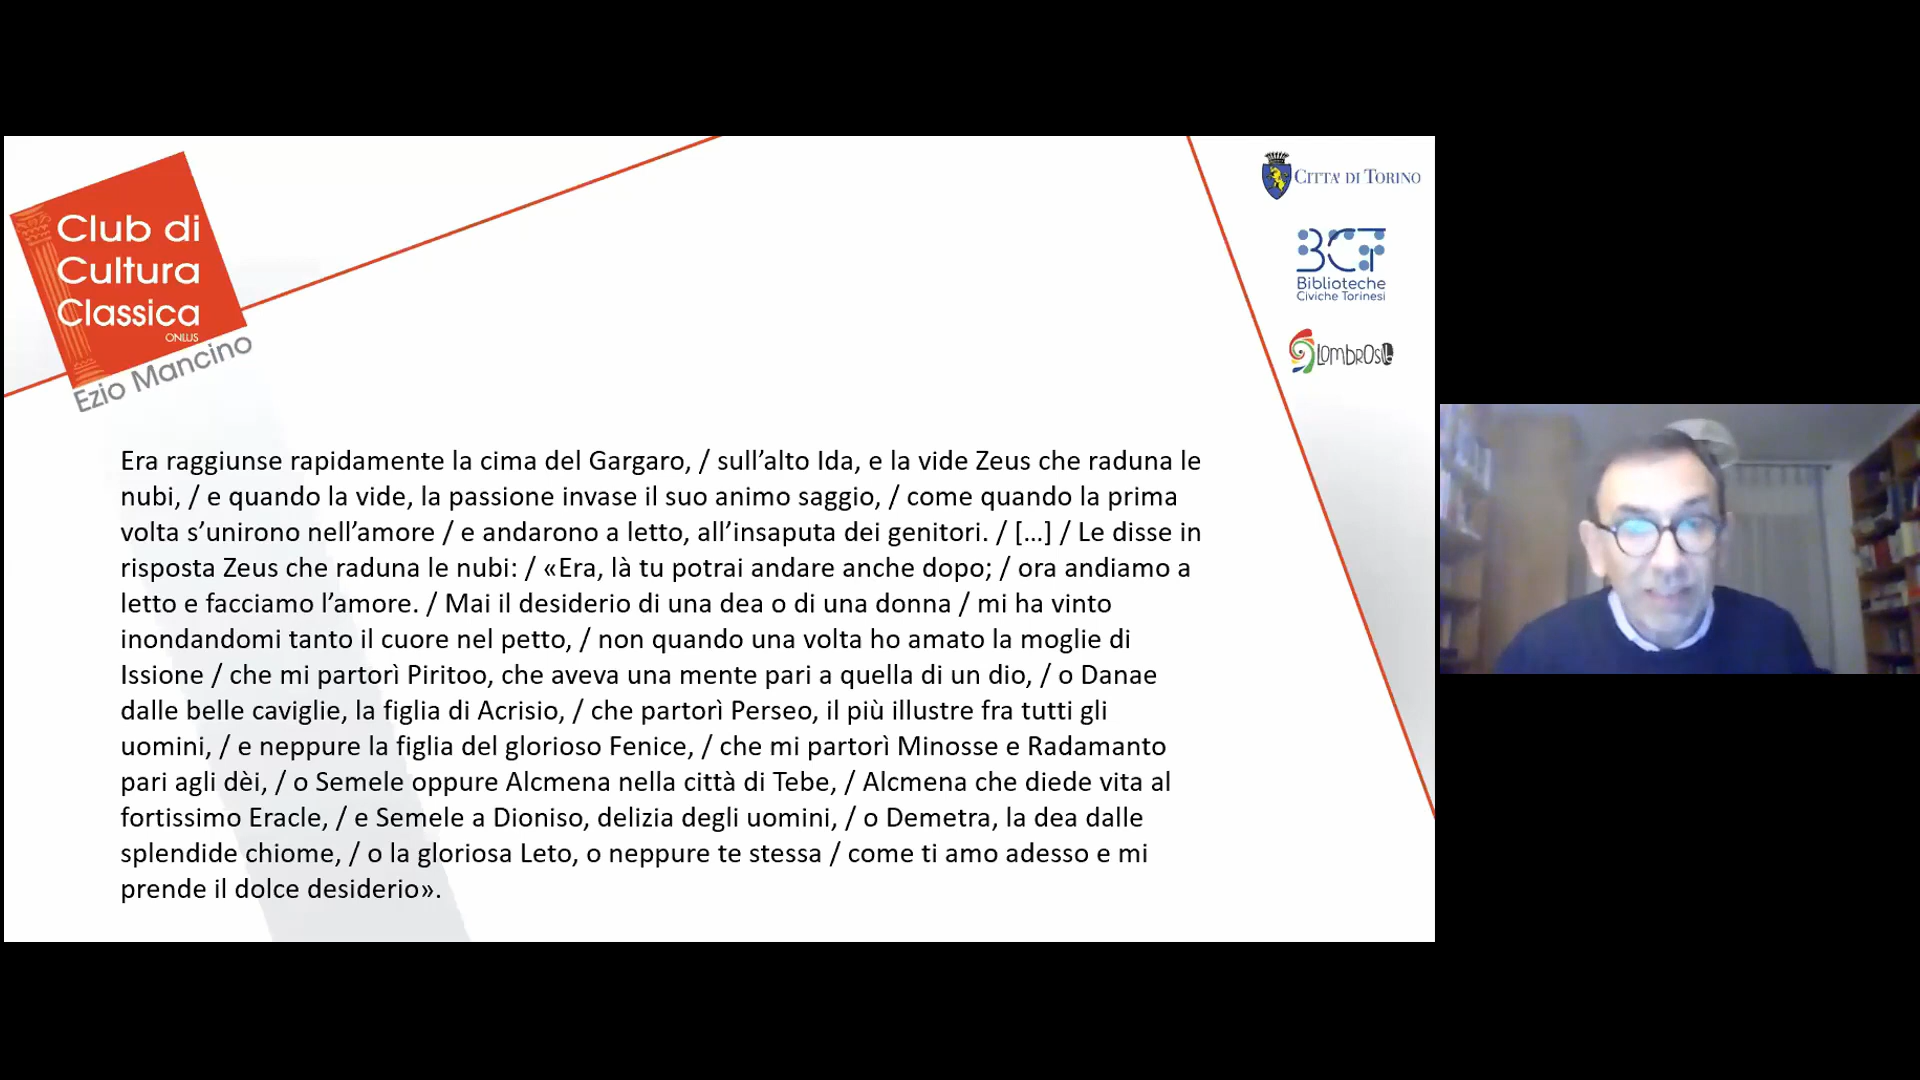 Club di
Cultura
Classica
ONLUS
Ezio Mancino
CITTA' DI TORINO
BCT
Biblioteche
Civiche Torinesi
LOMBROSO
Era raggiunse rapidamente la cima del Gargaro, / sull’alto Ida, e la vide Zeus che raduna le
nubi, / e quando la vide, la passione invase il suo animo saggio, / come quando la prima
volta s’unirono nell’amore / e andarono a letto, all’insaputa dei genitori. / […] / Le disse in
risposta Zeus che raduna le nubi: / «Era, là tu potrai andare anche dopo; / ora andiamo a
letto e facciamo l’amore. / Mai il desiderio di una dea o di una donna / mi ha vinto
inondandomi tanto il cuore nel petto, / non quando una volta ho amato la moglie di
Issione / che mi partorì Piritoo, che aveva una mente pari a quella di un dio, / o Danae
dalle belle caviglie, la figlia di Acrisio, / che partorì Perseo, il più illustre fra tutti gli
uomini, / e neppure la figlia del glorioso Fenice, / che mi partorì Minosse e Radamanto
pari agli dèi, / o Semele oppure Alcmena nella città di Tebe, / Alcmena che diede vita al
fortissimo Eracle, / e Semele a Dioniso, delizia degli uomini, / o Demetra, la dea dalle
splendide chiome, / o la gloriosa Leto, o neppure te stessa / come ti amo adesso e mi
prende il dolce desiderio».